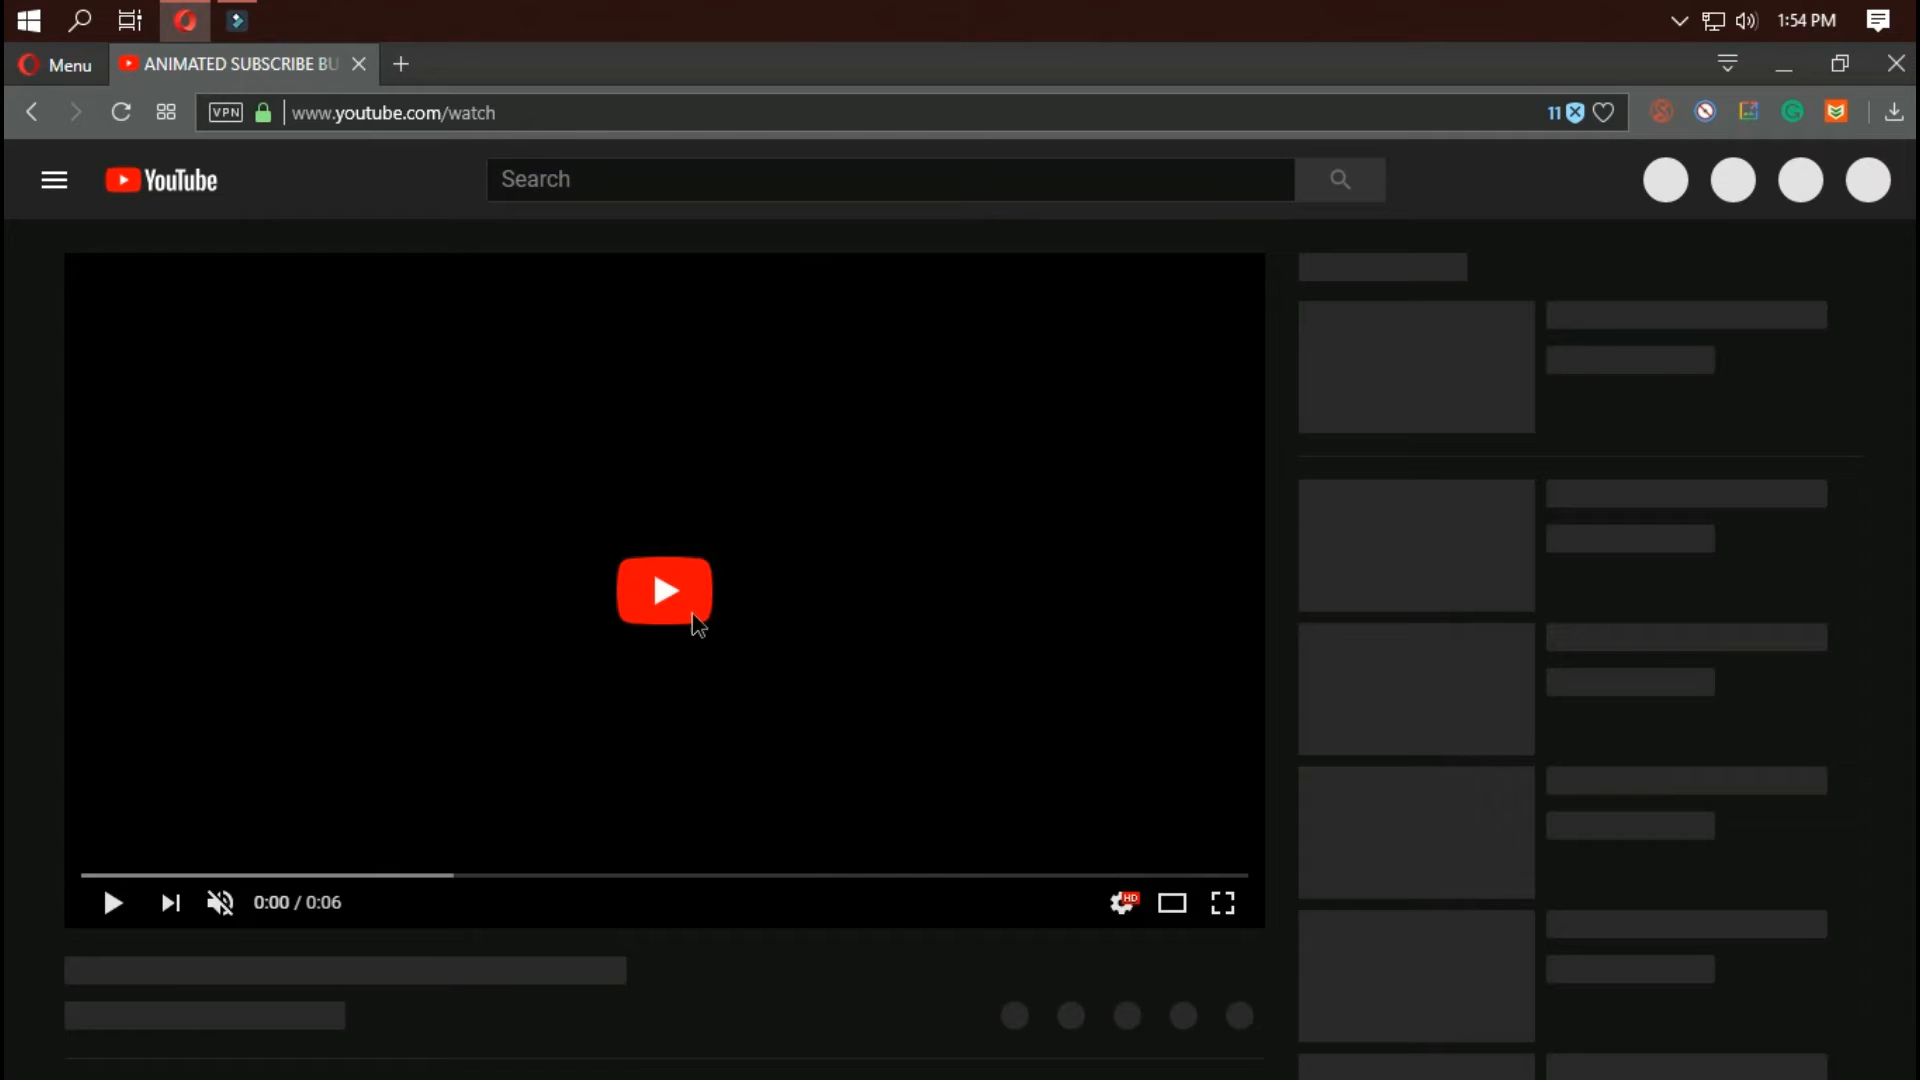 1:54 PM
Menu
ANIMATED SUBSCRIBE BU
VPN
www.youtube.com/watch
11
YouTube
Search
0:00 / 0:06
HD